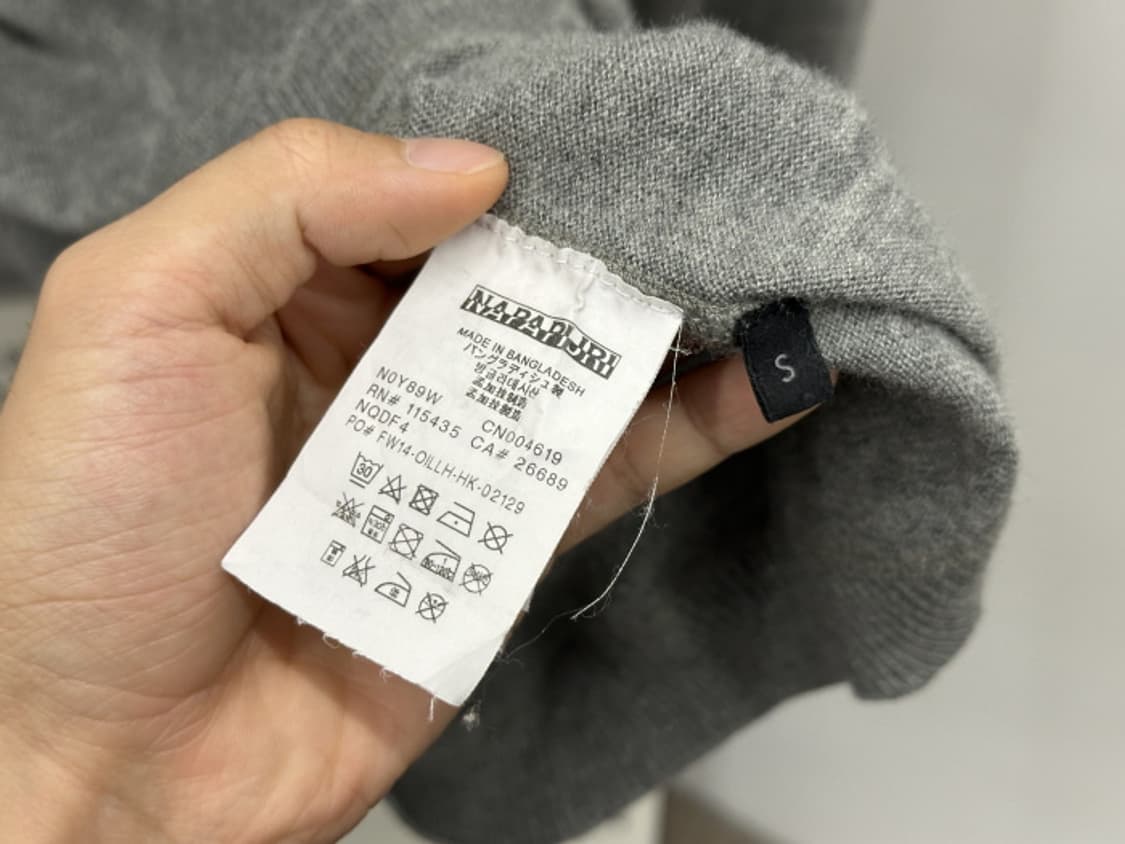 NAPAPIJRI
MADE IN BANGLADESH
バングラディシュ製
방글라데시산
孟加拉製造
孟加拉制造
N0Y89W CN004619
RN# 115435 CA# 26689
NQDF4
PO# FW14-OILLH-HK-02129
30
S